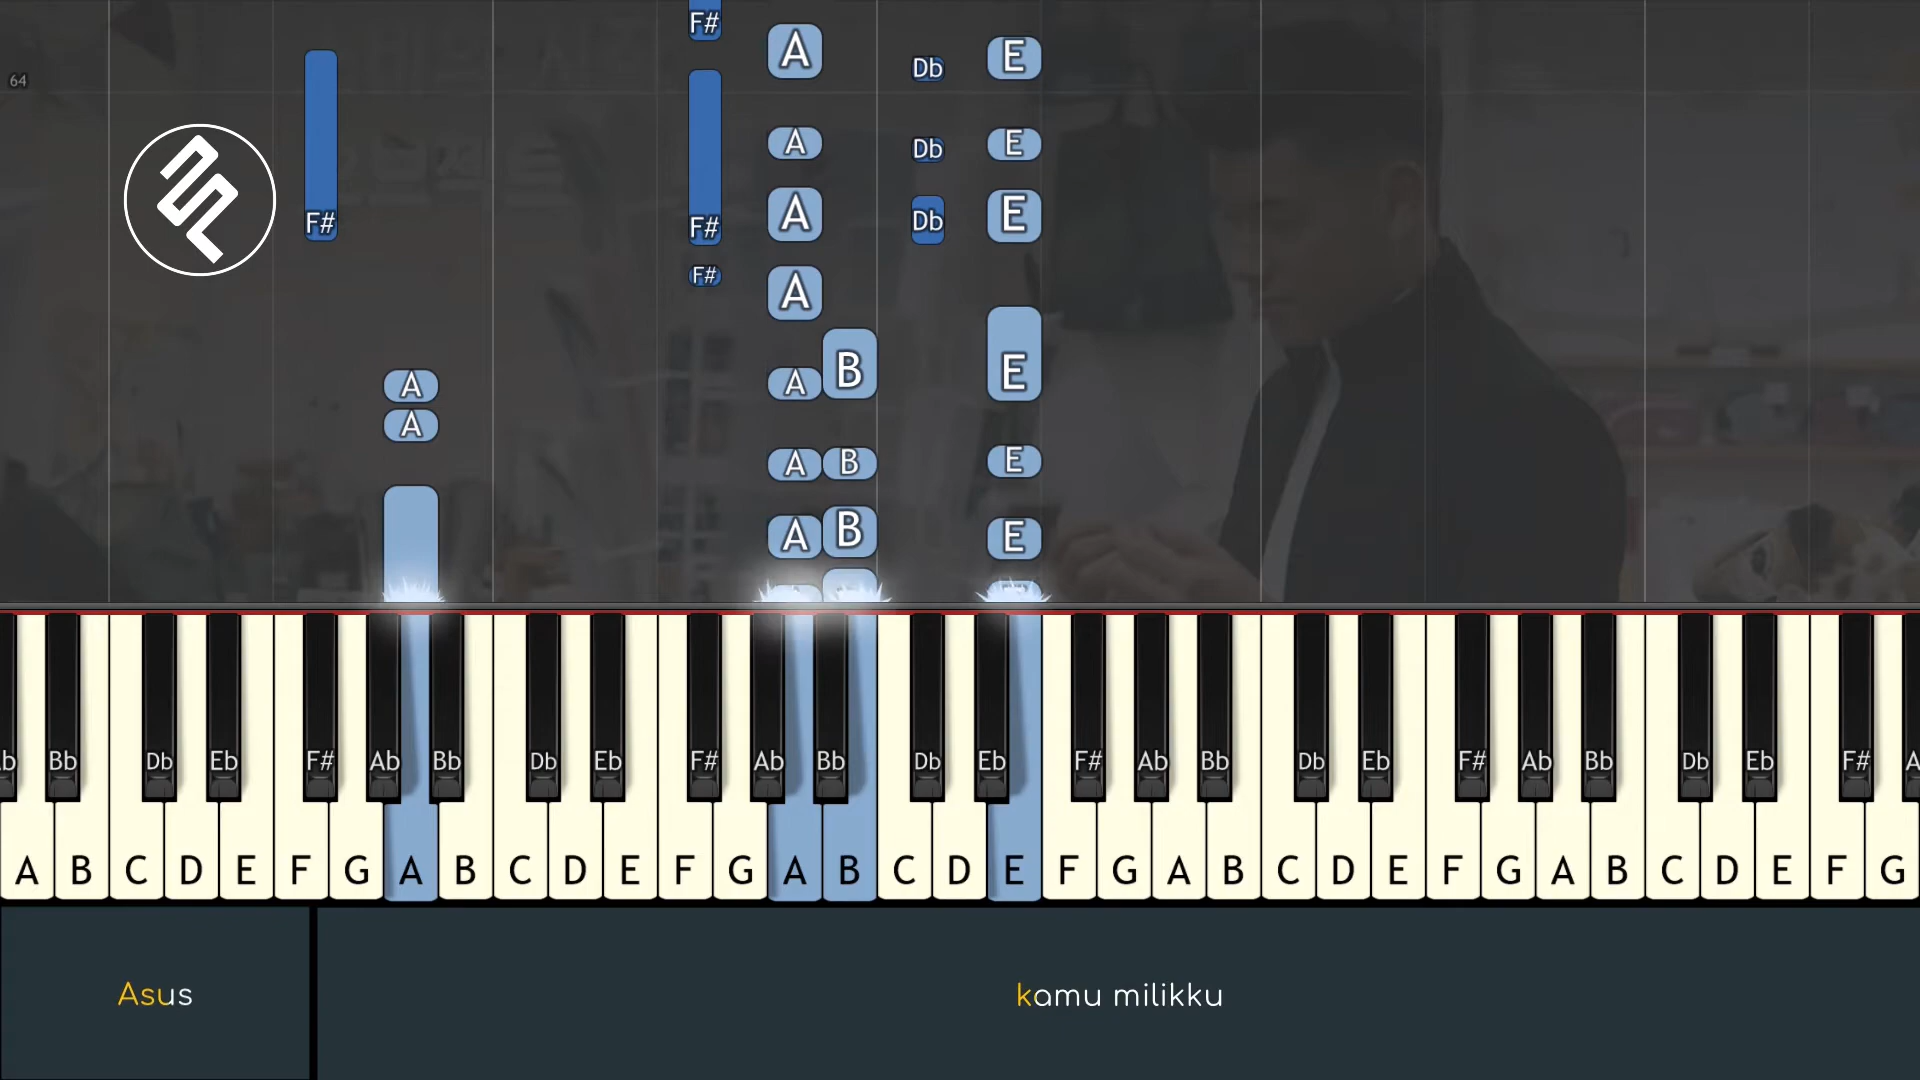 F# A Db E
64
A Db E
F# F# A Db E
F# A
A A B E
A
A B E
A B E
b Bb Db Eb F# Ab Bb Db Eb F# Ab Bb Db Eb F# Ab Bb Db Eb F# Ab Bb Db Eb F# A
A B C D E F G A B C D E F G A B C D E F G A B C D E F G A B C D E F G
Asus kamu milikku